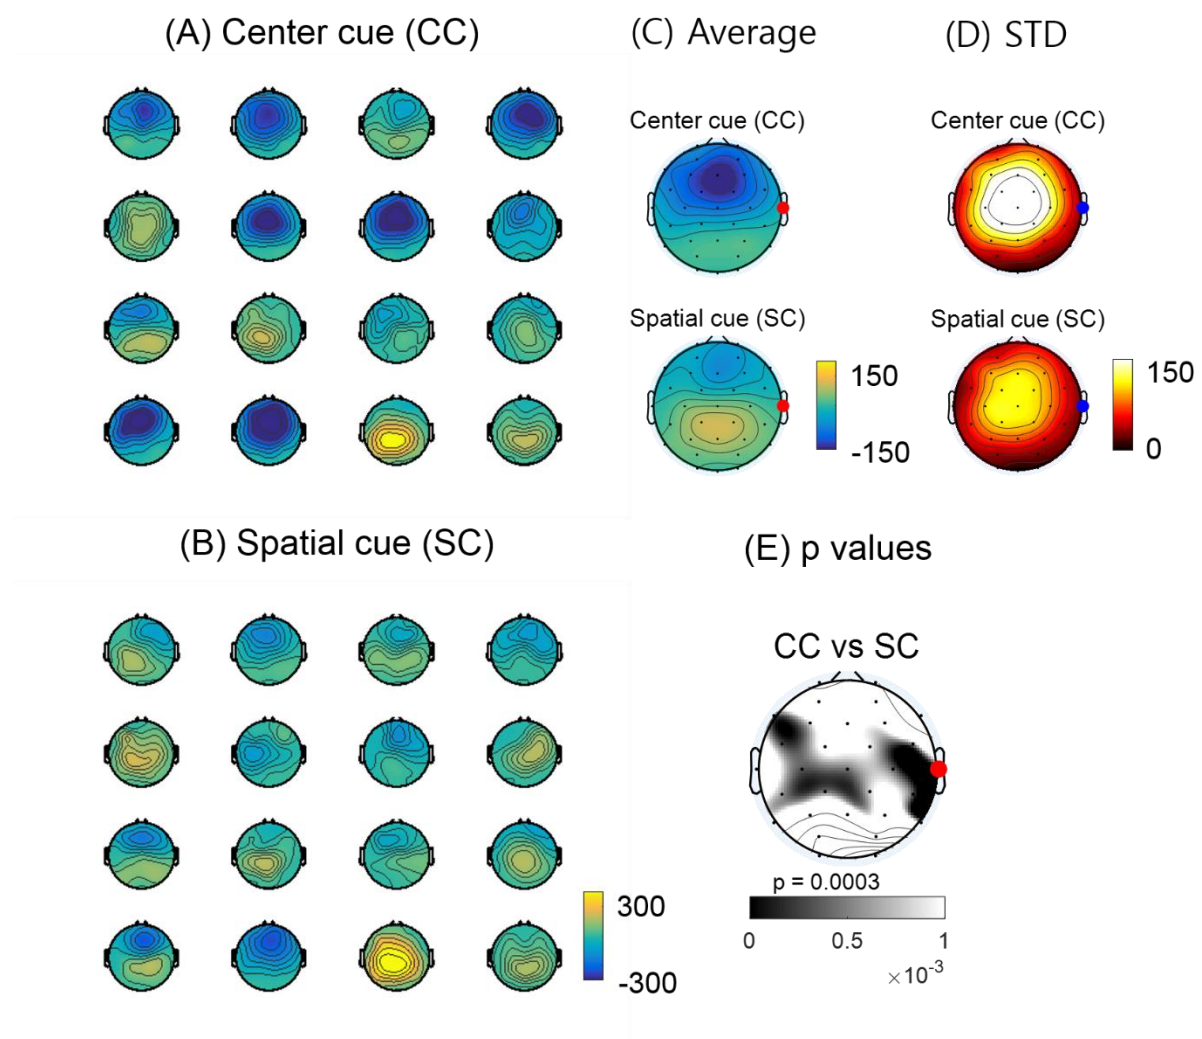 (A) Center cue (CC)
(C) Average
(D) STD
Center cue (CC)
Center cue (CC)
Spatial cue (SC)
Spatial cue (SC)
150
-150
150
0
(B) Spatial cue (SC)
300
-300
(E) p values
CC vs SC
p = 0.0003
0 0.5 1
×10-3